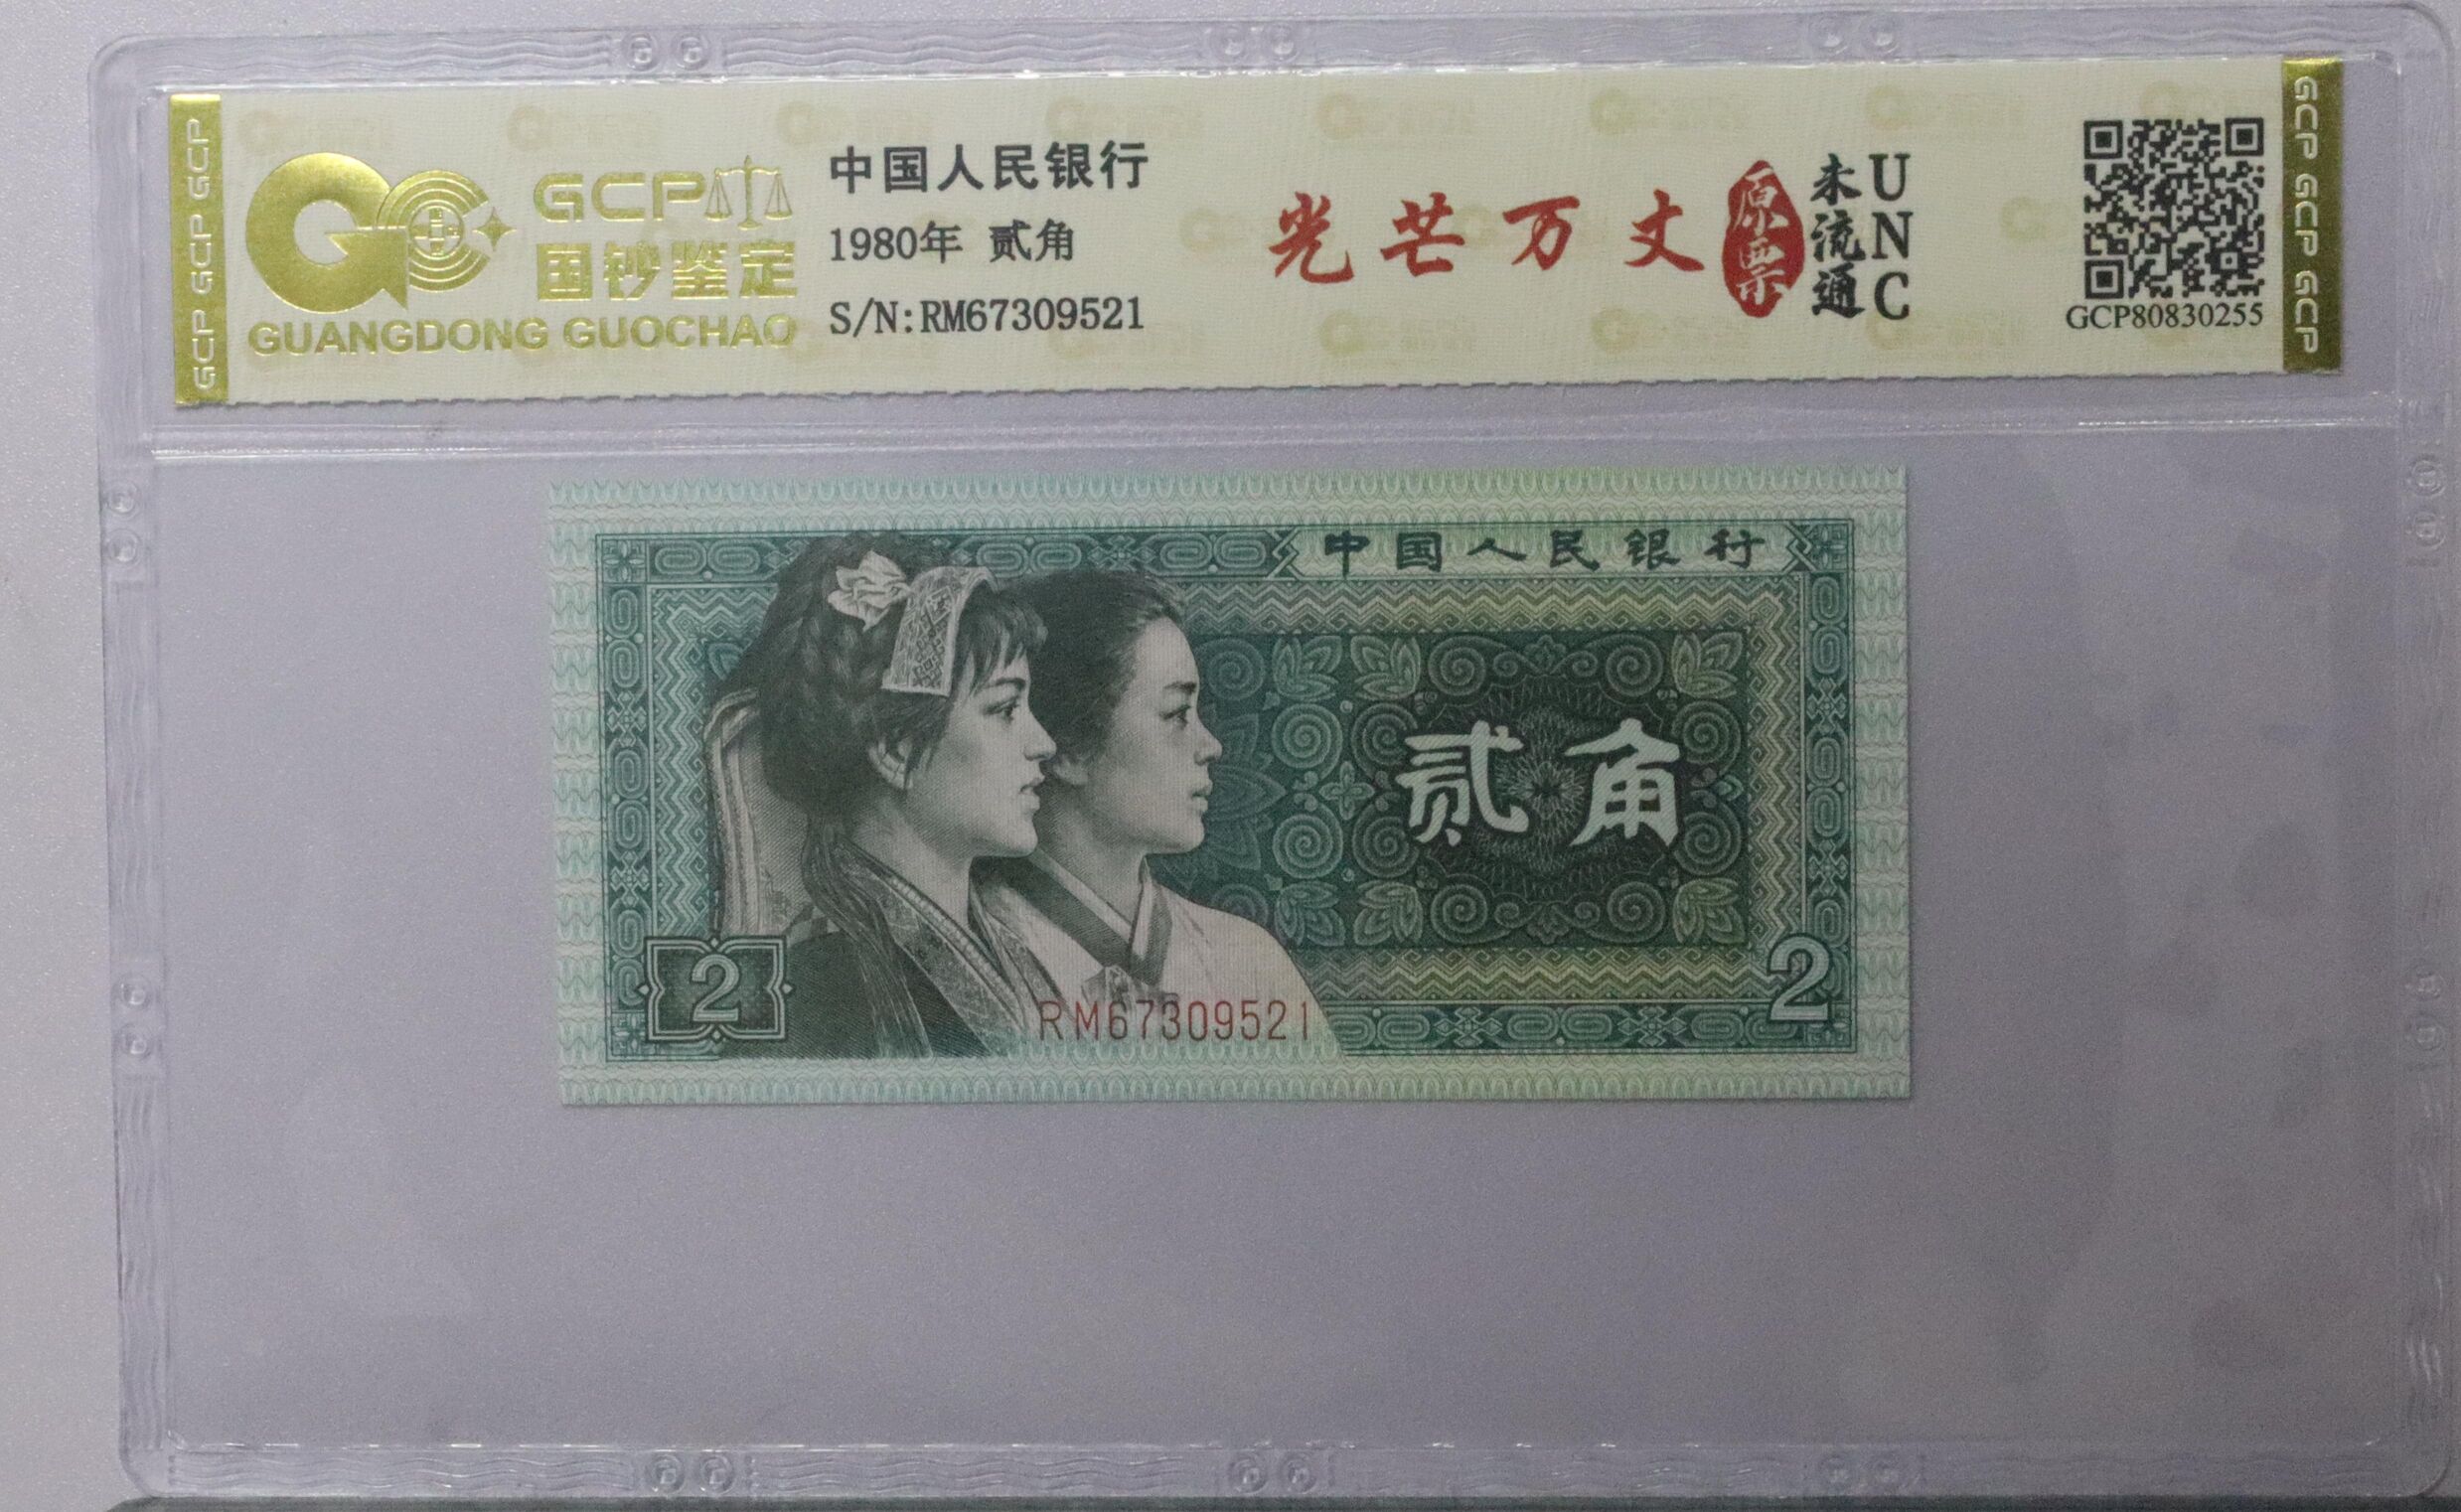 GCP GCP GCP
GCP
国钞鉴定
GUANGDONG GUOCHAO
中国人民银行
1980年 贰角
S/N:RM67309521
光芒万丈
原票
未流通
UNC
GCP80830255
GCP GCP GCP
中国人民银行
贰角
2
2
RM67309521